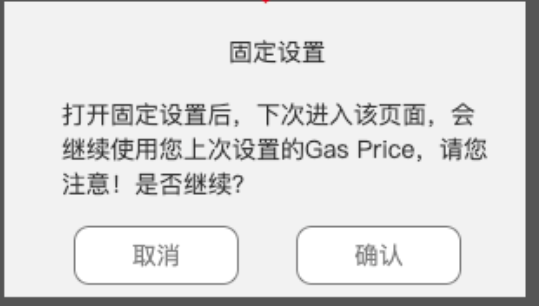 固定设置
打开固定设置后，下次进入该页面，会
继续使用您上次设置的Gas Price，请您
注意！是否继续？
取消
确认